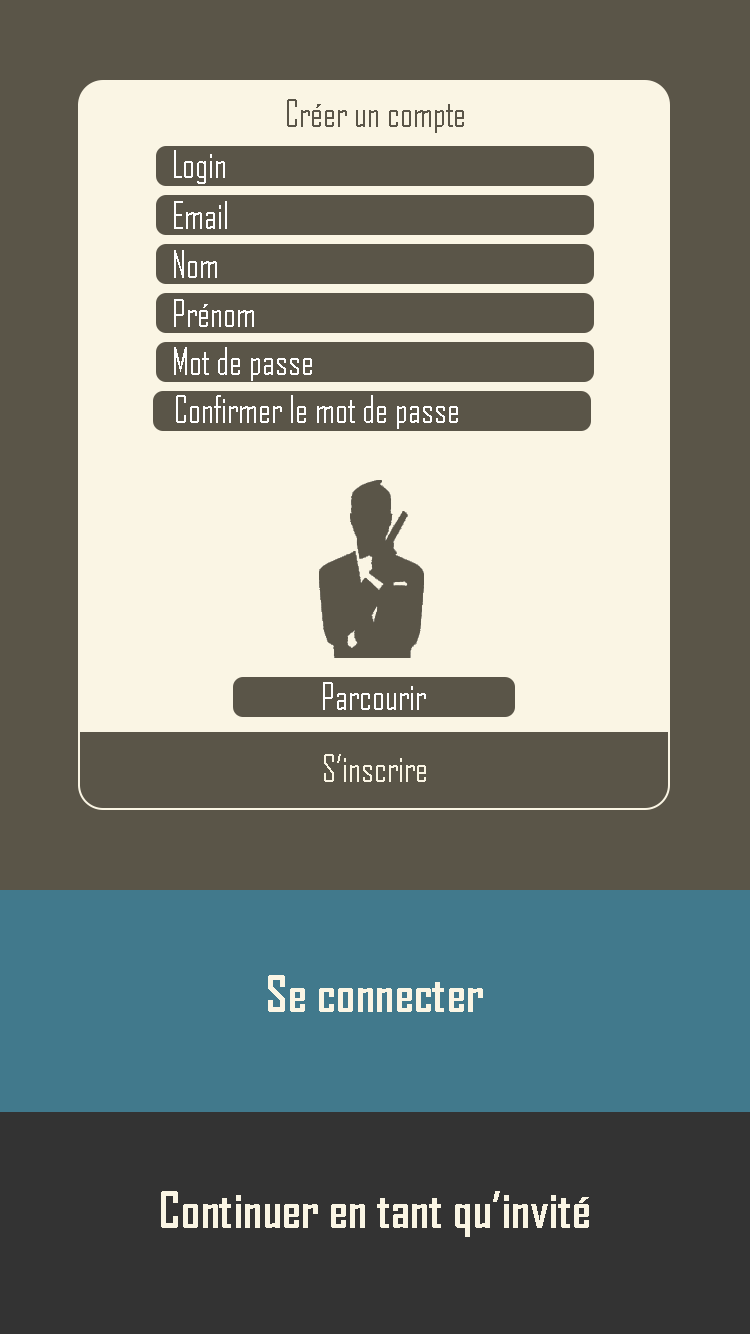 Créer un compte
Login
Email
Nom
Prénom
Mot de passe
Confirmer le mot de passe
Parcourir
S'inscrire
Se connecter
Continuer en tant qu'invité